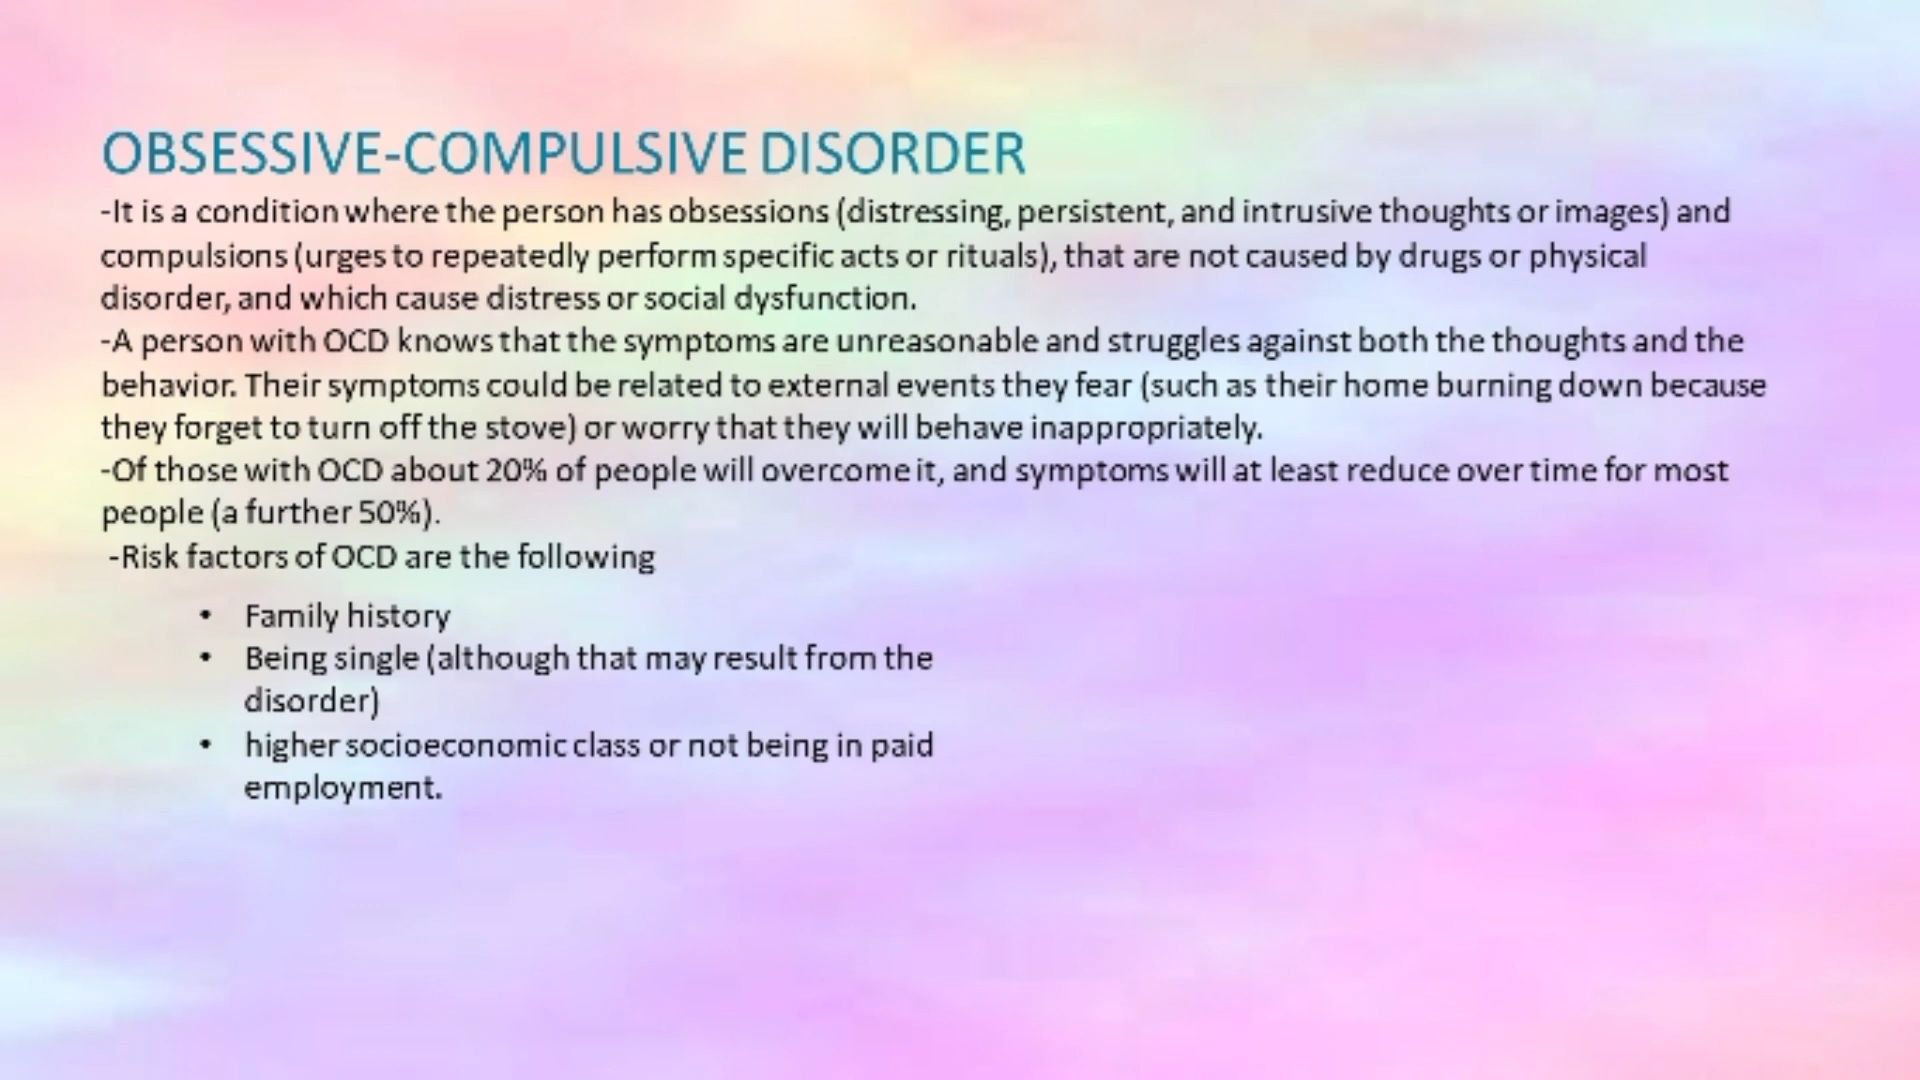 OBSESSIVE-COMPULSIVE DISORDER
-It is a condition where the person has obsessions (distressing, persistent, and intrusive thoughts or images) and
compulsions (urges to repeatedly perform specific acts or rituals), that are not caused by drugs or physical
disorder, and which cause distress or social dysfunction.
-A person with OCD knows that the symptoms are unreasonable and struggles against both the thoughts and the
behavior. Their symptoms could be related to external events they fear (such as their home burning down because
they forget to turn off the stove) or worry that they will behave inappropriately.
-Of those with OCD about 20% of people will overcome it, and symptoms will at least reduce over time for most
people (a further 50%).
-Risk factors of OCD are the following
• Family history
• Being single (although that may result from the
disorder)
• higher socioeconomic class or not being in paid
employment.